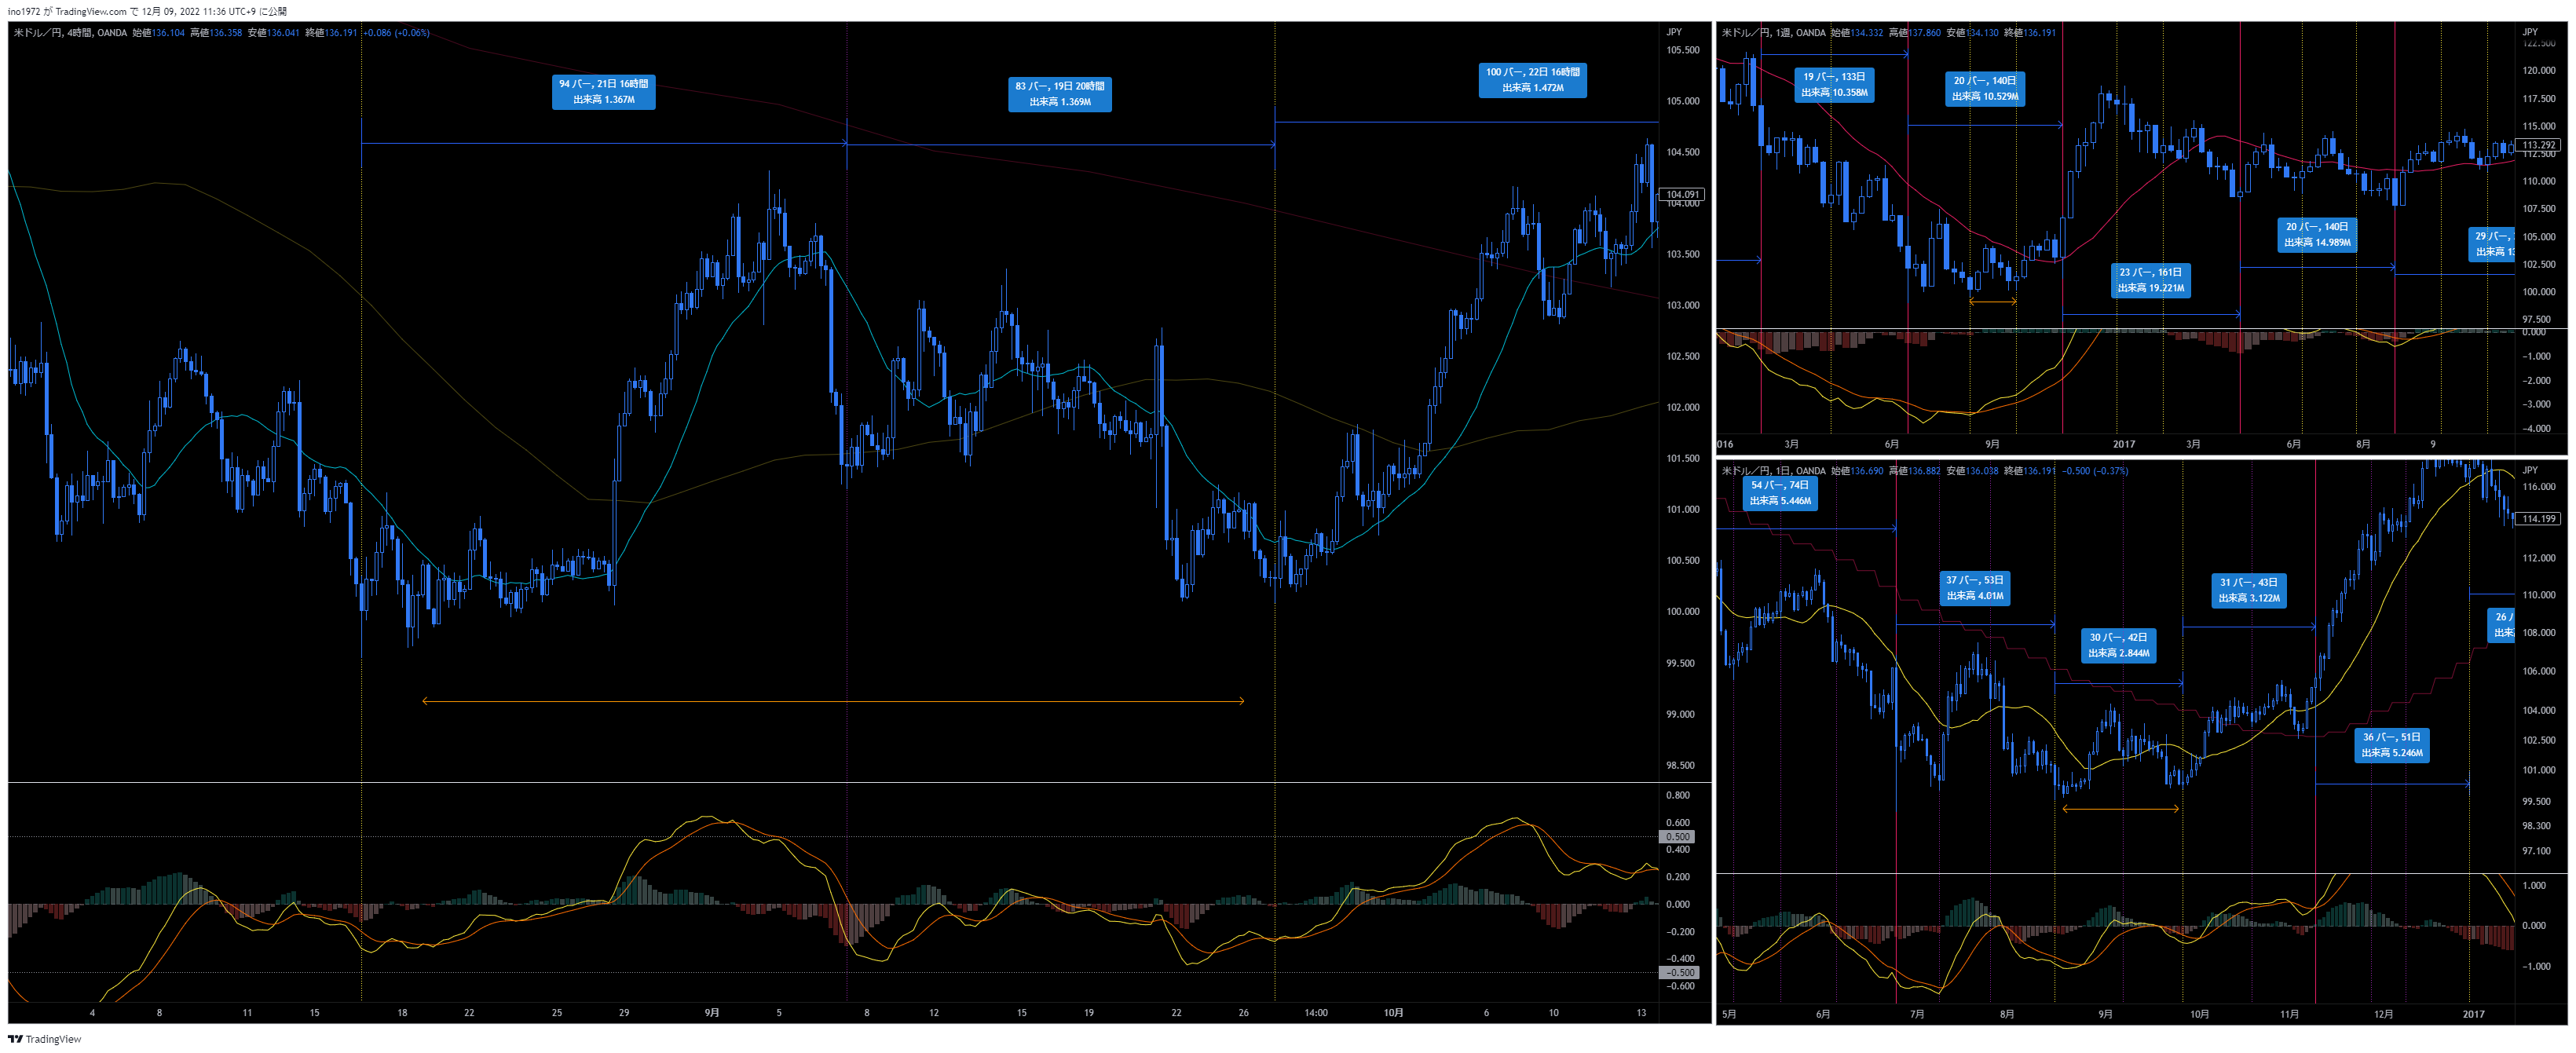 ino1972 が TradingView.com で 12月 09, 2022 11:36 UTC+9 に公開
米ドル／円, 4時間, OANDA 始値136.104 高値136.358 安値136.041 終値136.191 +0.086 (+0.06%)
JPY
94 バー, 21日 16時間
出来高 1.367M
83 バー, 19日 20時間
出来高 1.369M
100 バー, 22日 16時間
出来高 1.472M
105.500
105.000
104.500
104.091
104.000
103.500
103.000
102.500
102.000
101.500
101.000
100.500
100.000
99.500
99.000
98.500
0.800
0.600
0.500
0.400
0.200
0.000
−0.200
−0.400
−0.500
−0.600
4 8 11 15 18 22 25 29 9月 5 8 12 15 19 22 26 14:00 10月 6 10 13
米ドル／円, 1週, OANDA 始値134.332 高値137.860 安値134.130 終値136.191
JPY
19 バー, 133日
出来高 10.358M
20 バー, 140日
出来高 10.529M
23 バー, 161日
出来高 19.221M
20 バー, 140日
出来高 14.989M
29 バー,
出来高 1
122.500
120.000
117.500
115.000
113.292
112.500
110.000
107.500
105.000
102.500
100.000
97.500
0.000
−1.000
−2.000
−3.000
−4.000
016 3月 6月 9月 2017 3月 6月 8月 9
米ドル／円, 1日, OANDA 始値136.690 高値136.882 安値136.038 終値136.191 −0.500 (−0.37%)
JPY
54 バー, 74日
出来高 5.446M
37 バー, 53日
出来高 4.01M
30 バー, 42日
出来高 2.844M
31 バー, 43日
出来高 3.122M
36 バー, 51日
出来高 5.246M
26
出来
116.000
114.199
112.000
110.000
108.000
106.000
104.000
102.500
101.000
99.500
98.300
97.100
1.000
0.000
−1.000
5月 6月 7月 8月 9月 10月 11月 12月 2017
TradingView